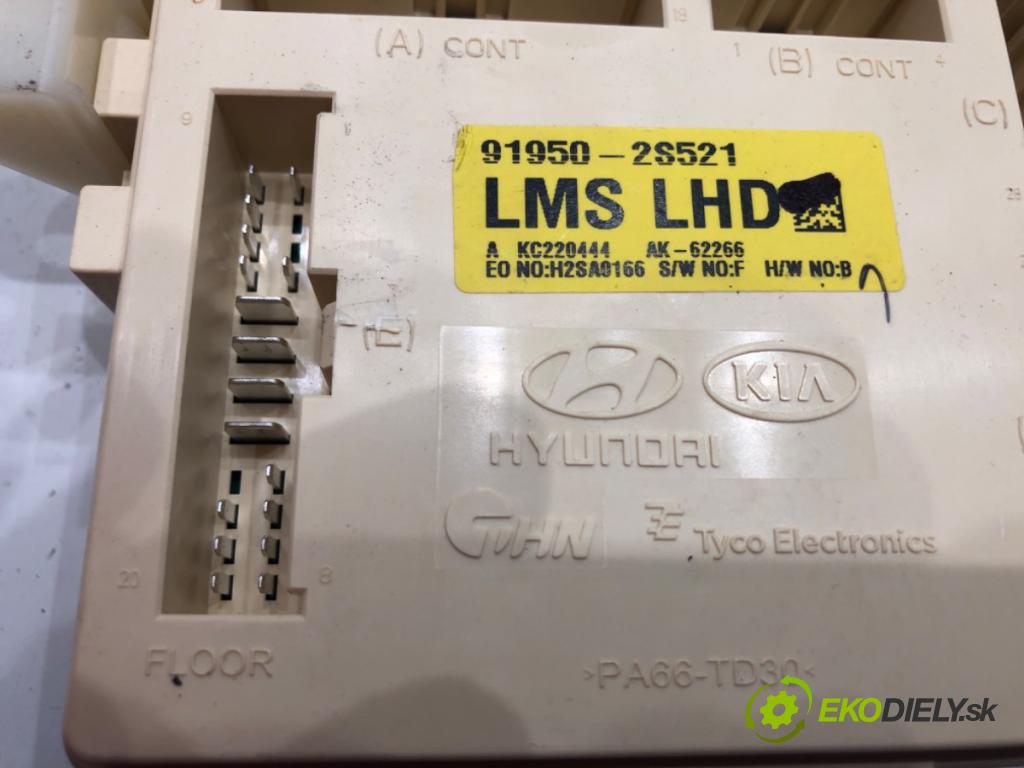 18
(A) CONT
1
(B) CONT
4
9
(C)
91950-2S521
LMS LHD
A KC220444 AK-62266
EO NO:H2SA0166 S/W NO:F H/W NO:B
(E)
KIA
HYUNDAI
Tyco Electronics
20
8
FLOOR
>PA66-TD30<
EKODIELY.sk